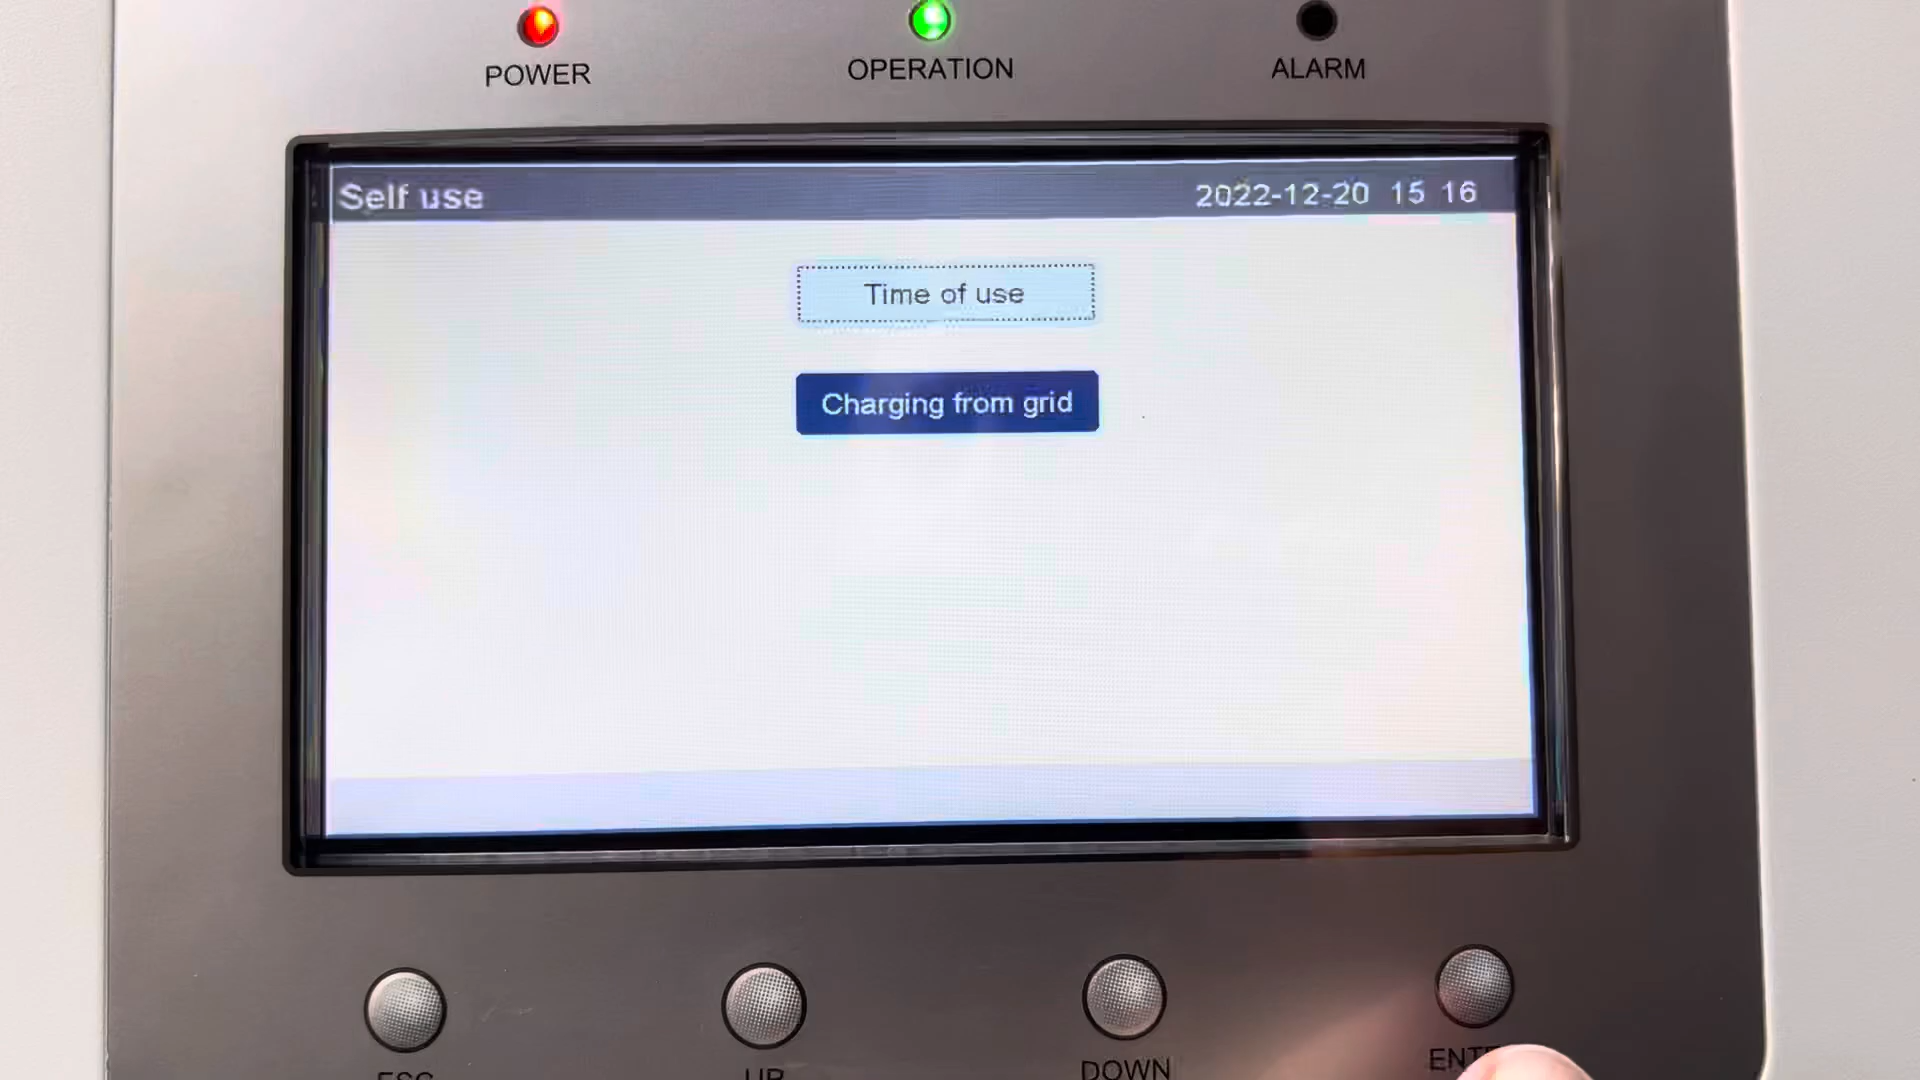 POWER OPERATION ALARM
Self use 2022-12-20 15 16
Time of use
Charging from grid
ESC UP DOWN